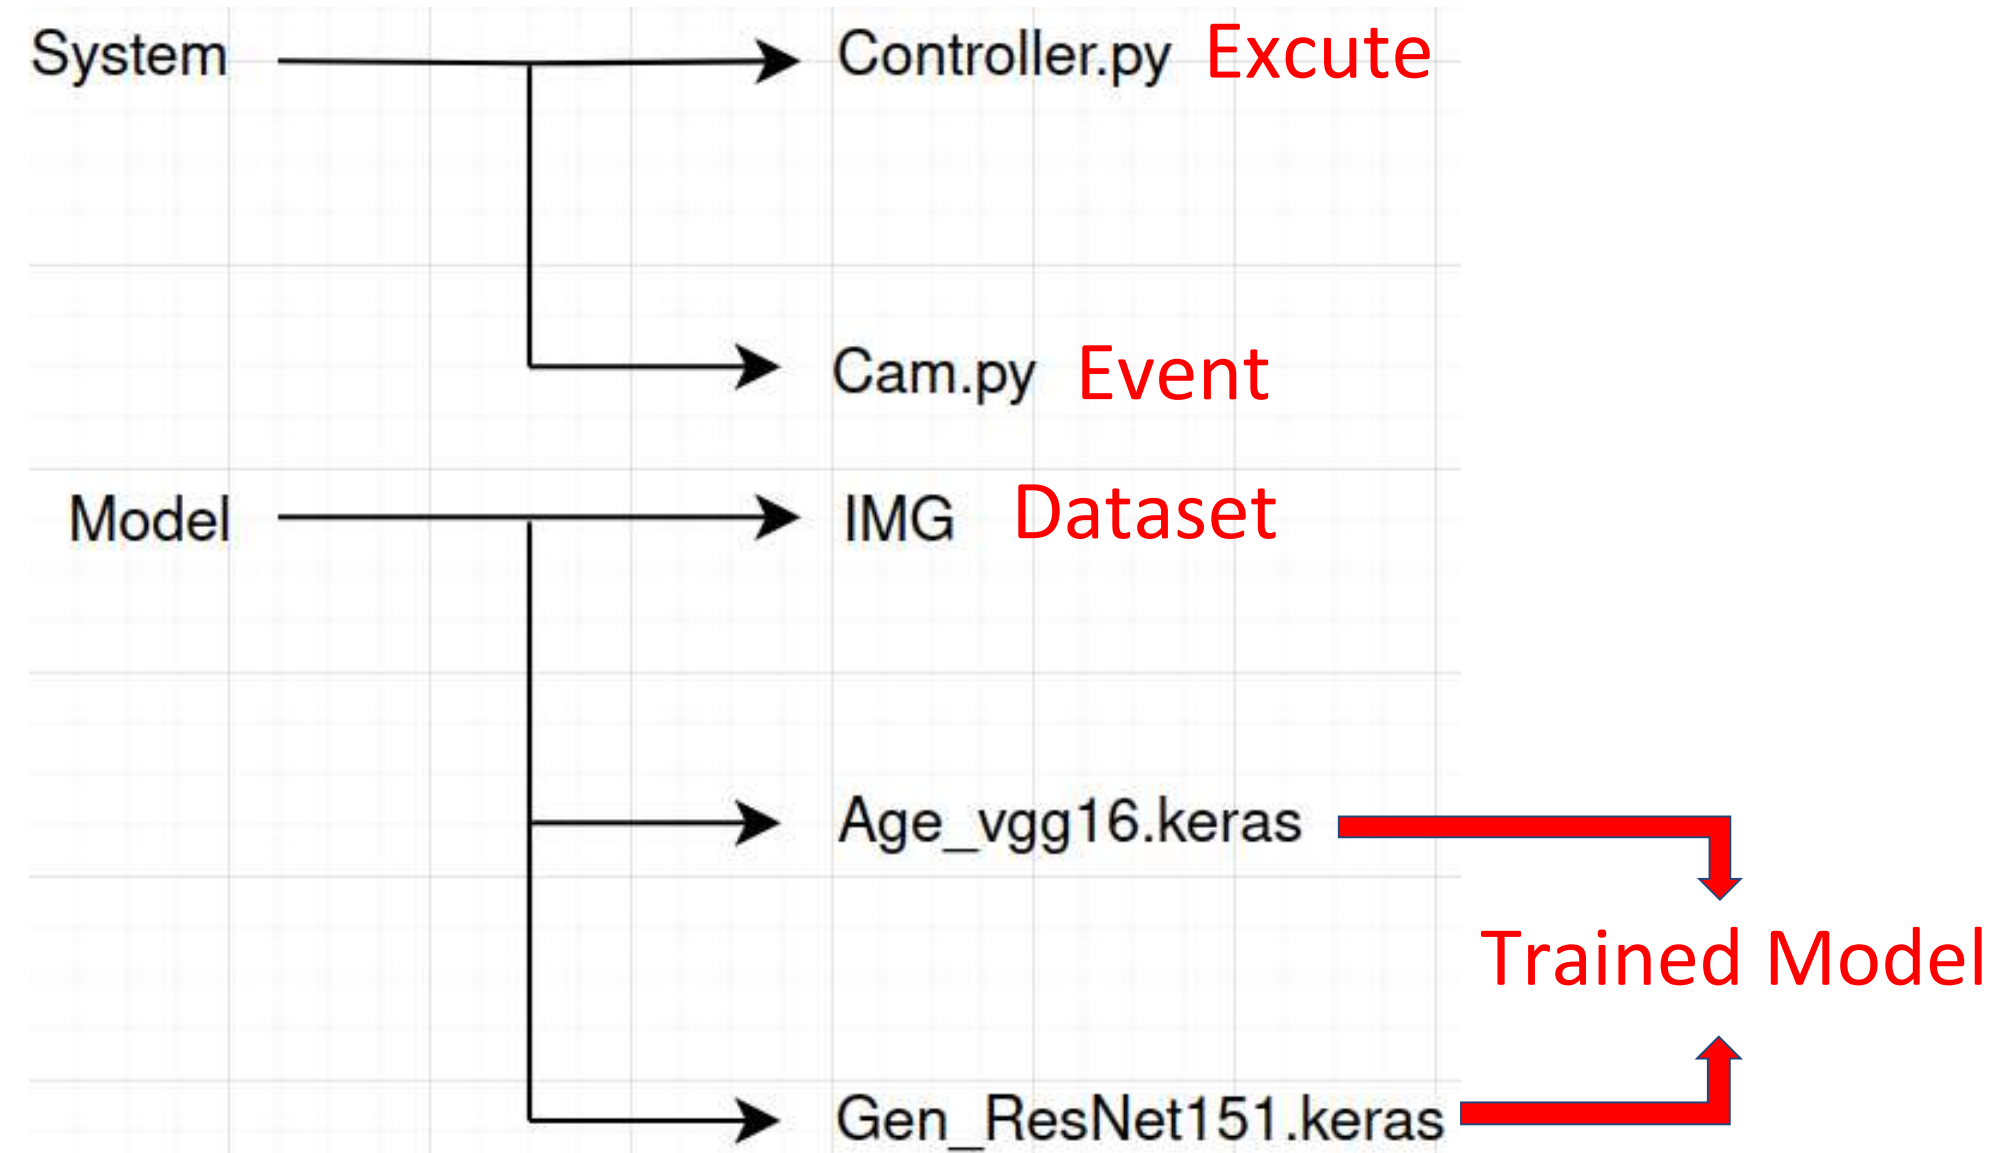 System
Controller.py Excute
Cam.py Event
Model
IMG Dataset
Age_vgg16.keras
Trained Model
Gen_ResNet151.keras